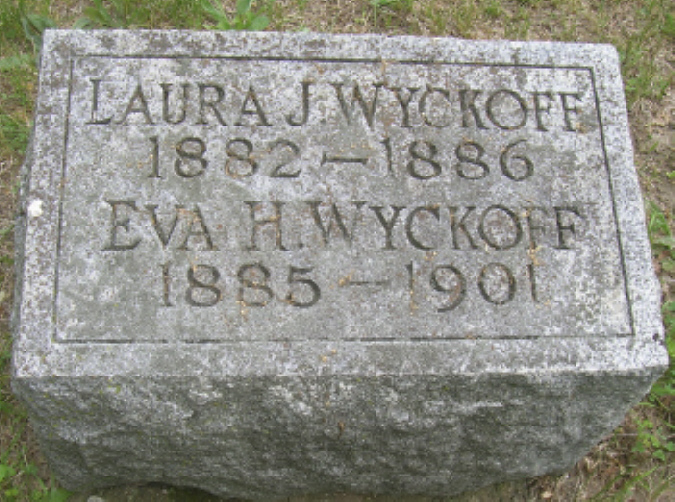 LAURA J. WYCKOFF
1882–1886
EVA H. WYCKOFF
1885–1901